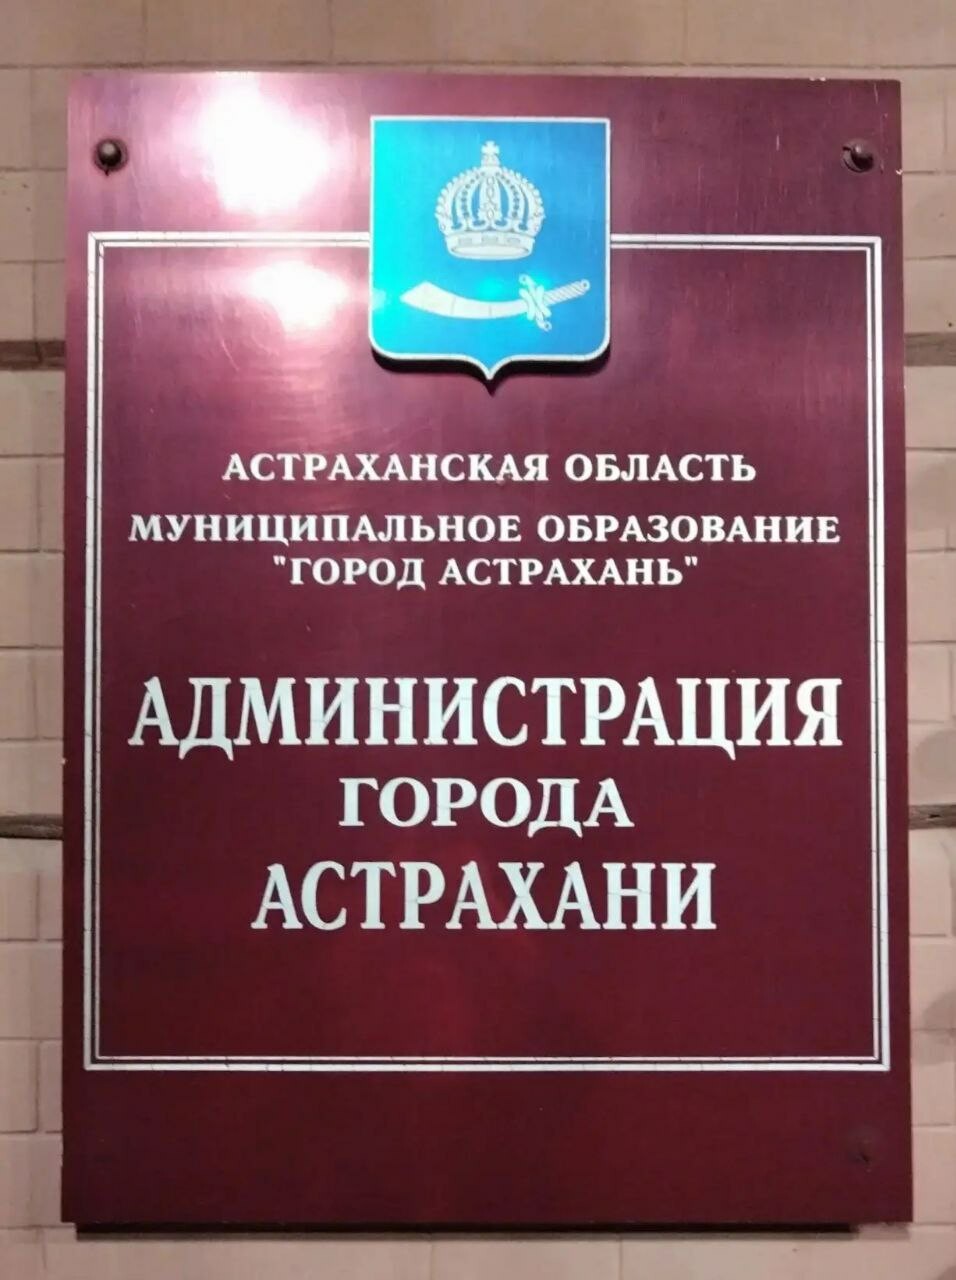 АСТРАХАНСКАЯ ОБЛАСТЬ
МУНИЦИПАЛЬНОЕ ОБРАЗОВАНИЕ
"ГОРОД АСТРАХАНЬ"
АДМИНИСТРАЦИЯ
ГОРОДА
АСТРАХАНИ